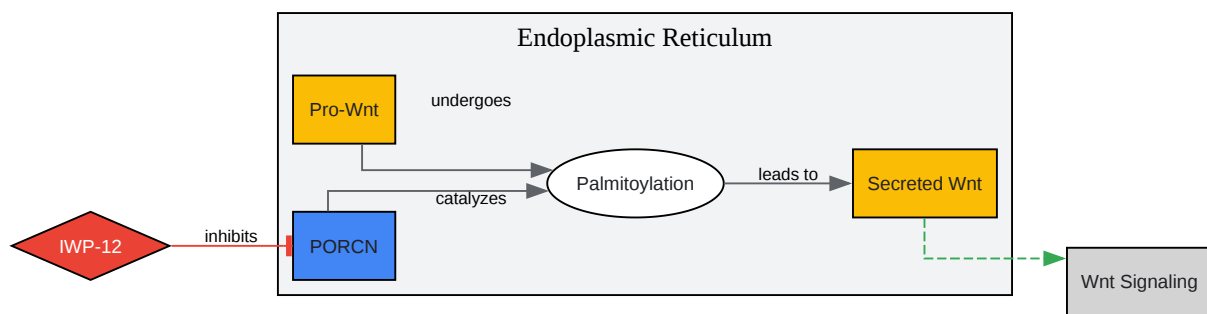 Endoplasmic Reticulum
Pro-Wnt
undergoes
Palmitoylation
leads to
Secreted Wnt
catalyzes
IWP-12
inhibits
PORCN
Wnt Signaling